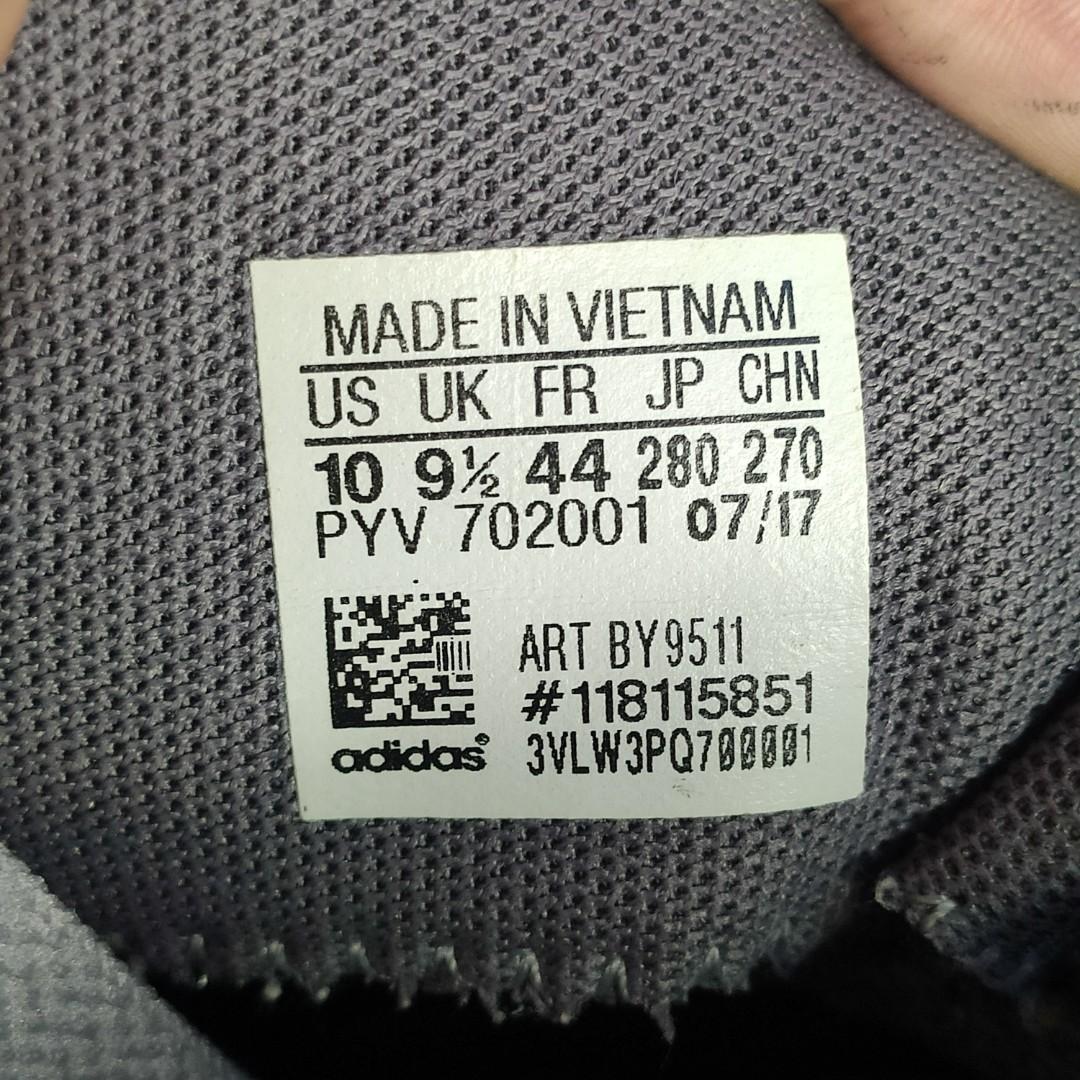 MADE IN VIETNAM
US UK FR JP CHN
10 9½ 44 280 270
PYV 702001 07/17
ART BY9511
#118115851
adidas® 3VLW3PQ700001